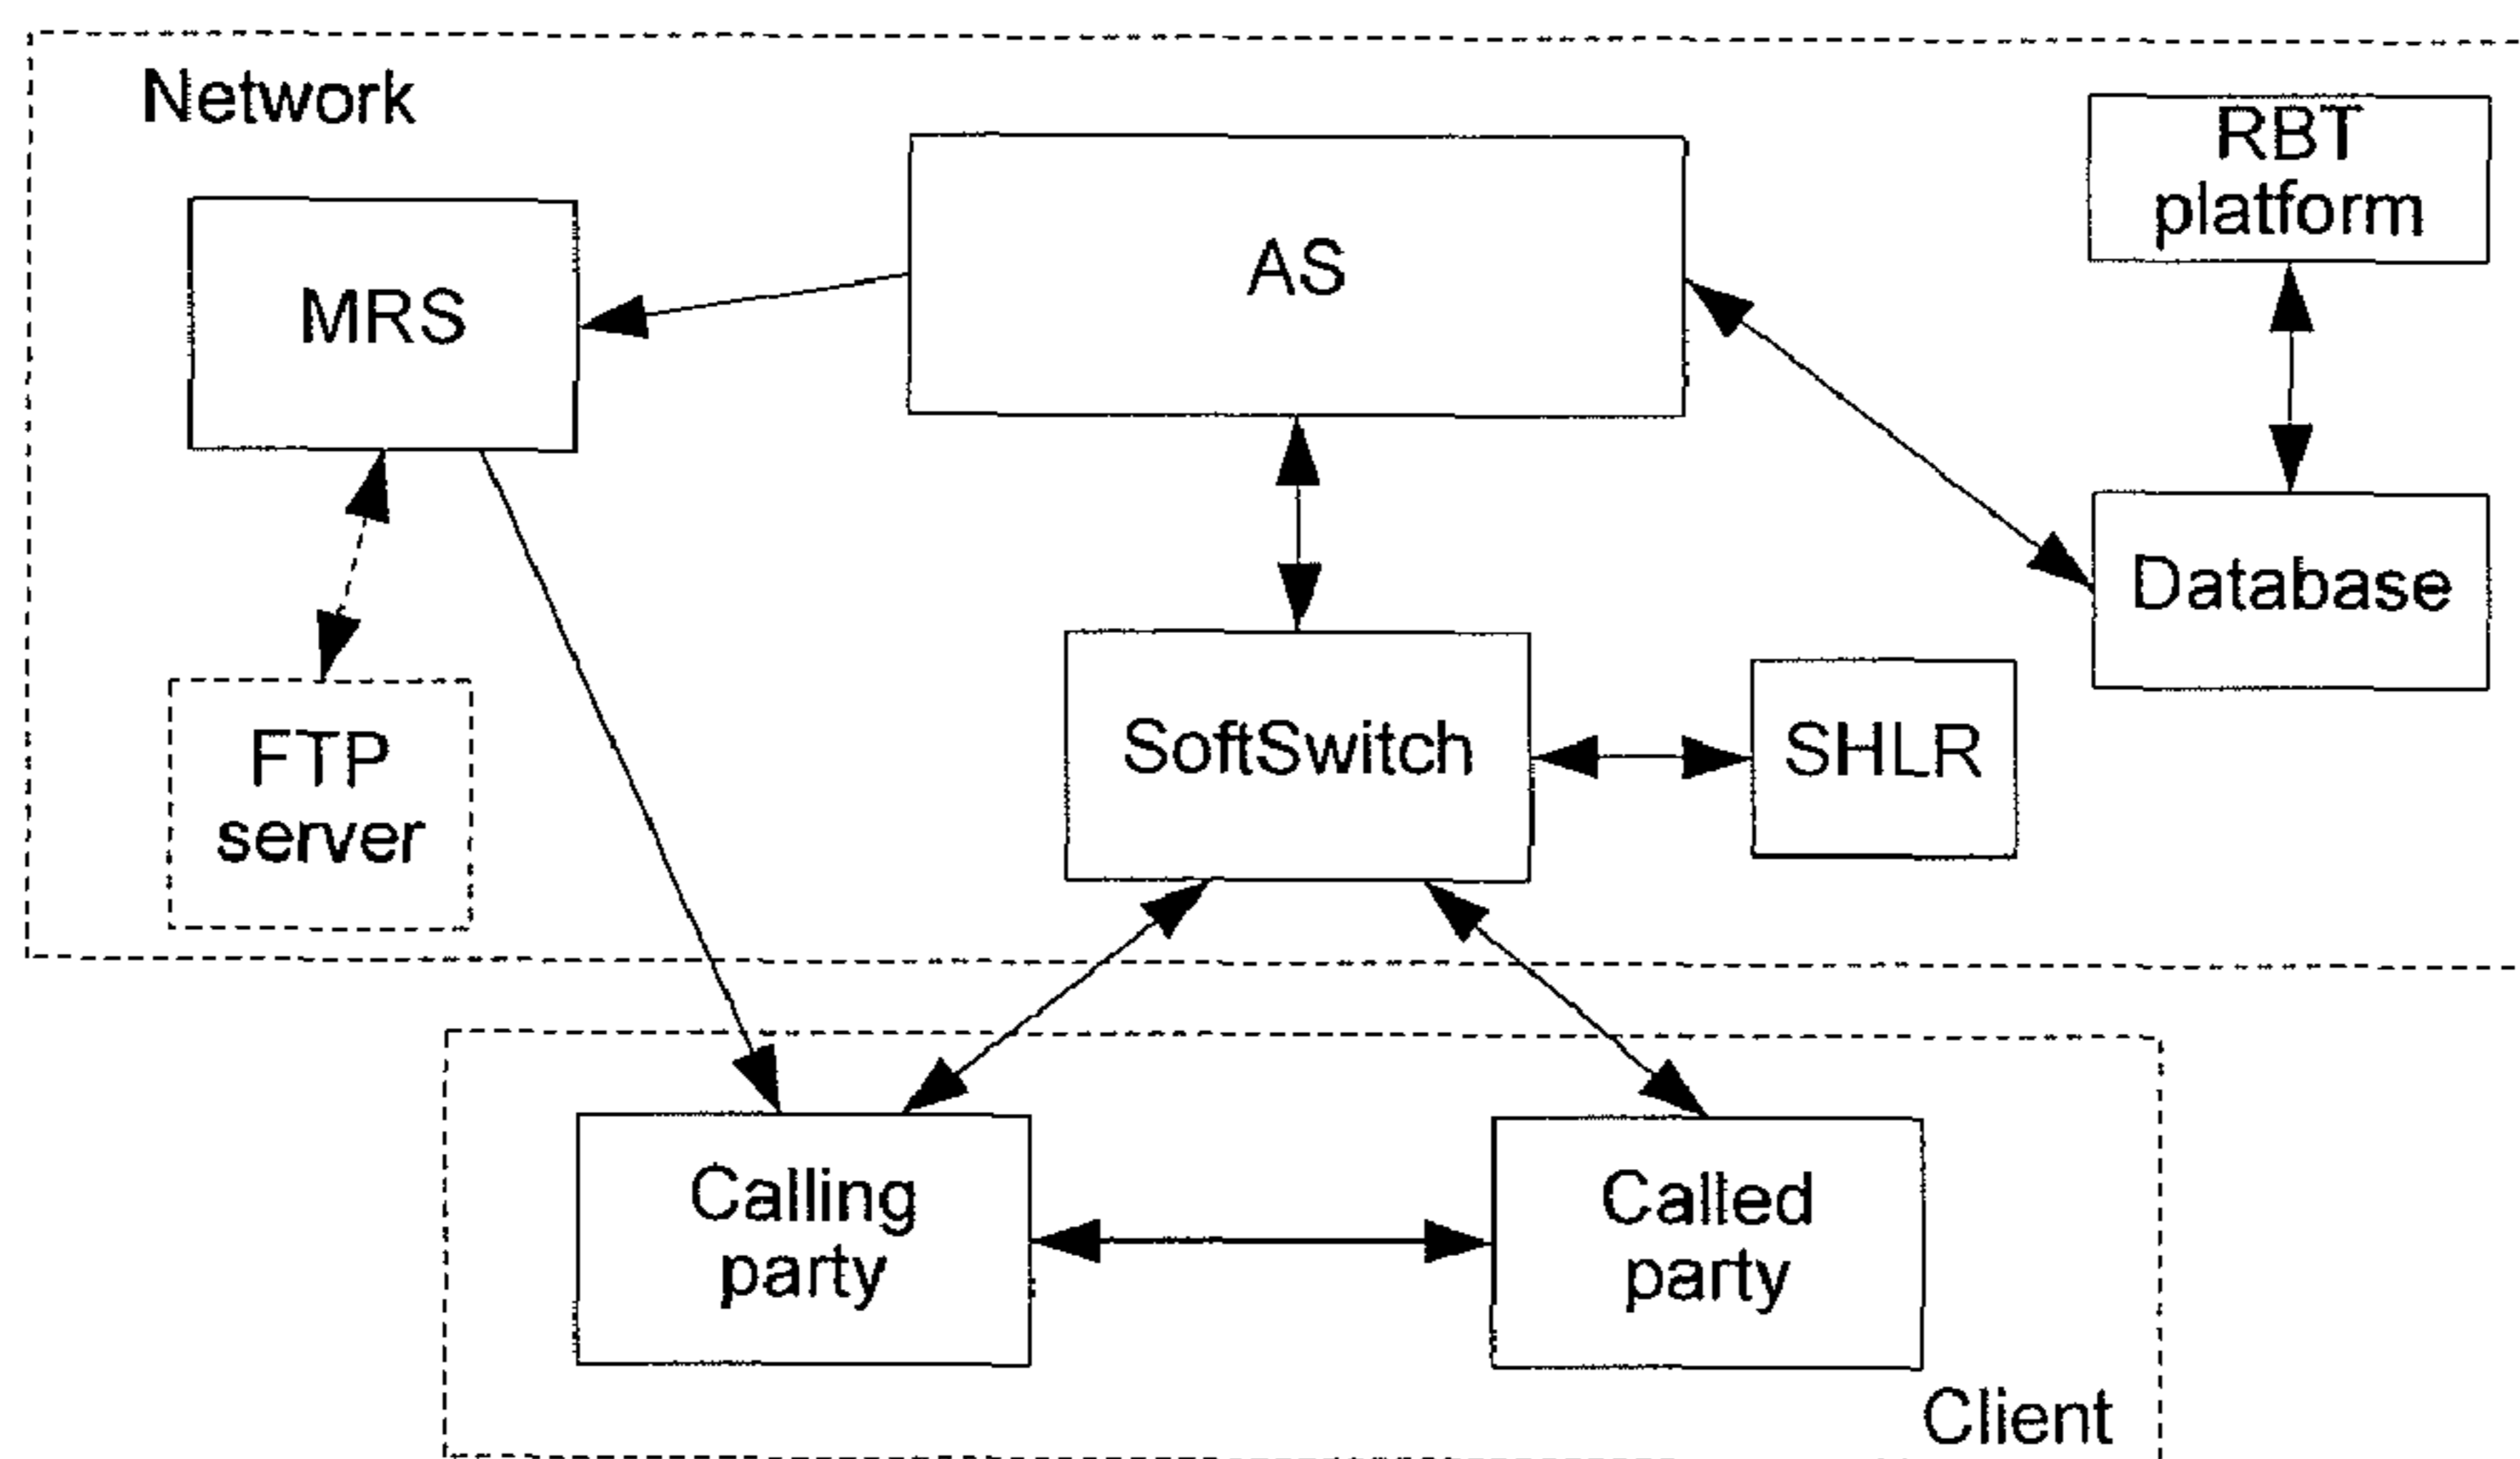 Network
RBT
platform
AS
MRS
Database
SoftSwitch
SHLR
FTP
server
Calling
party
Called
party
Client